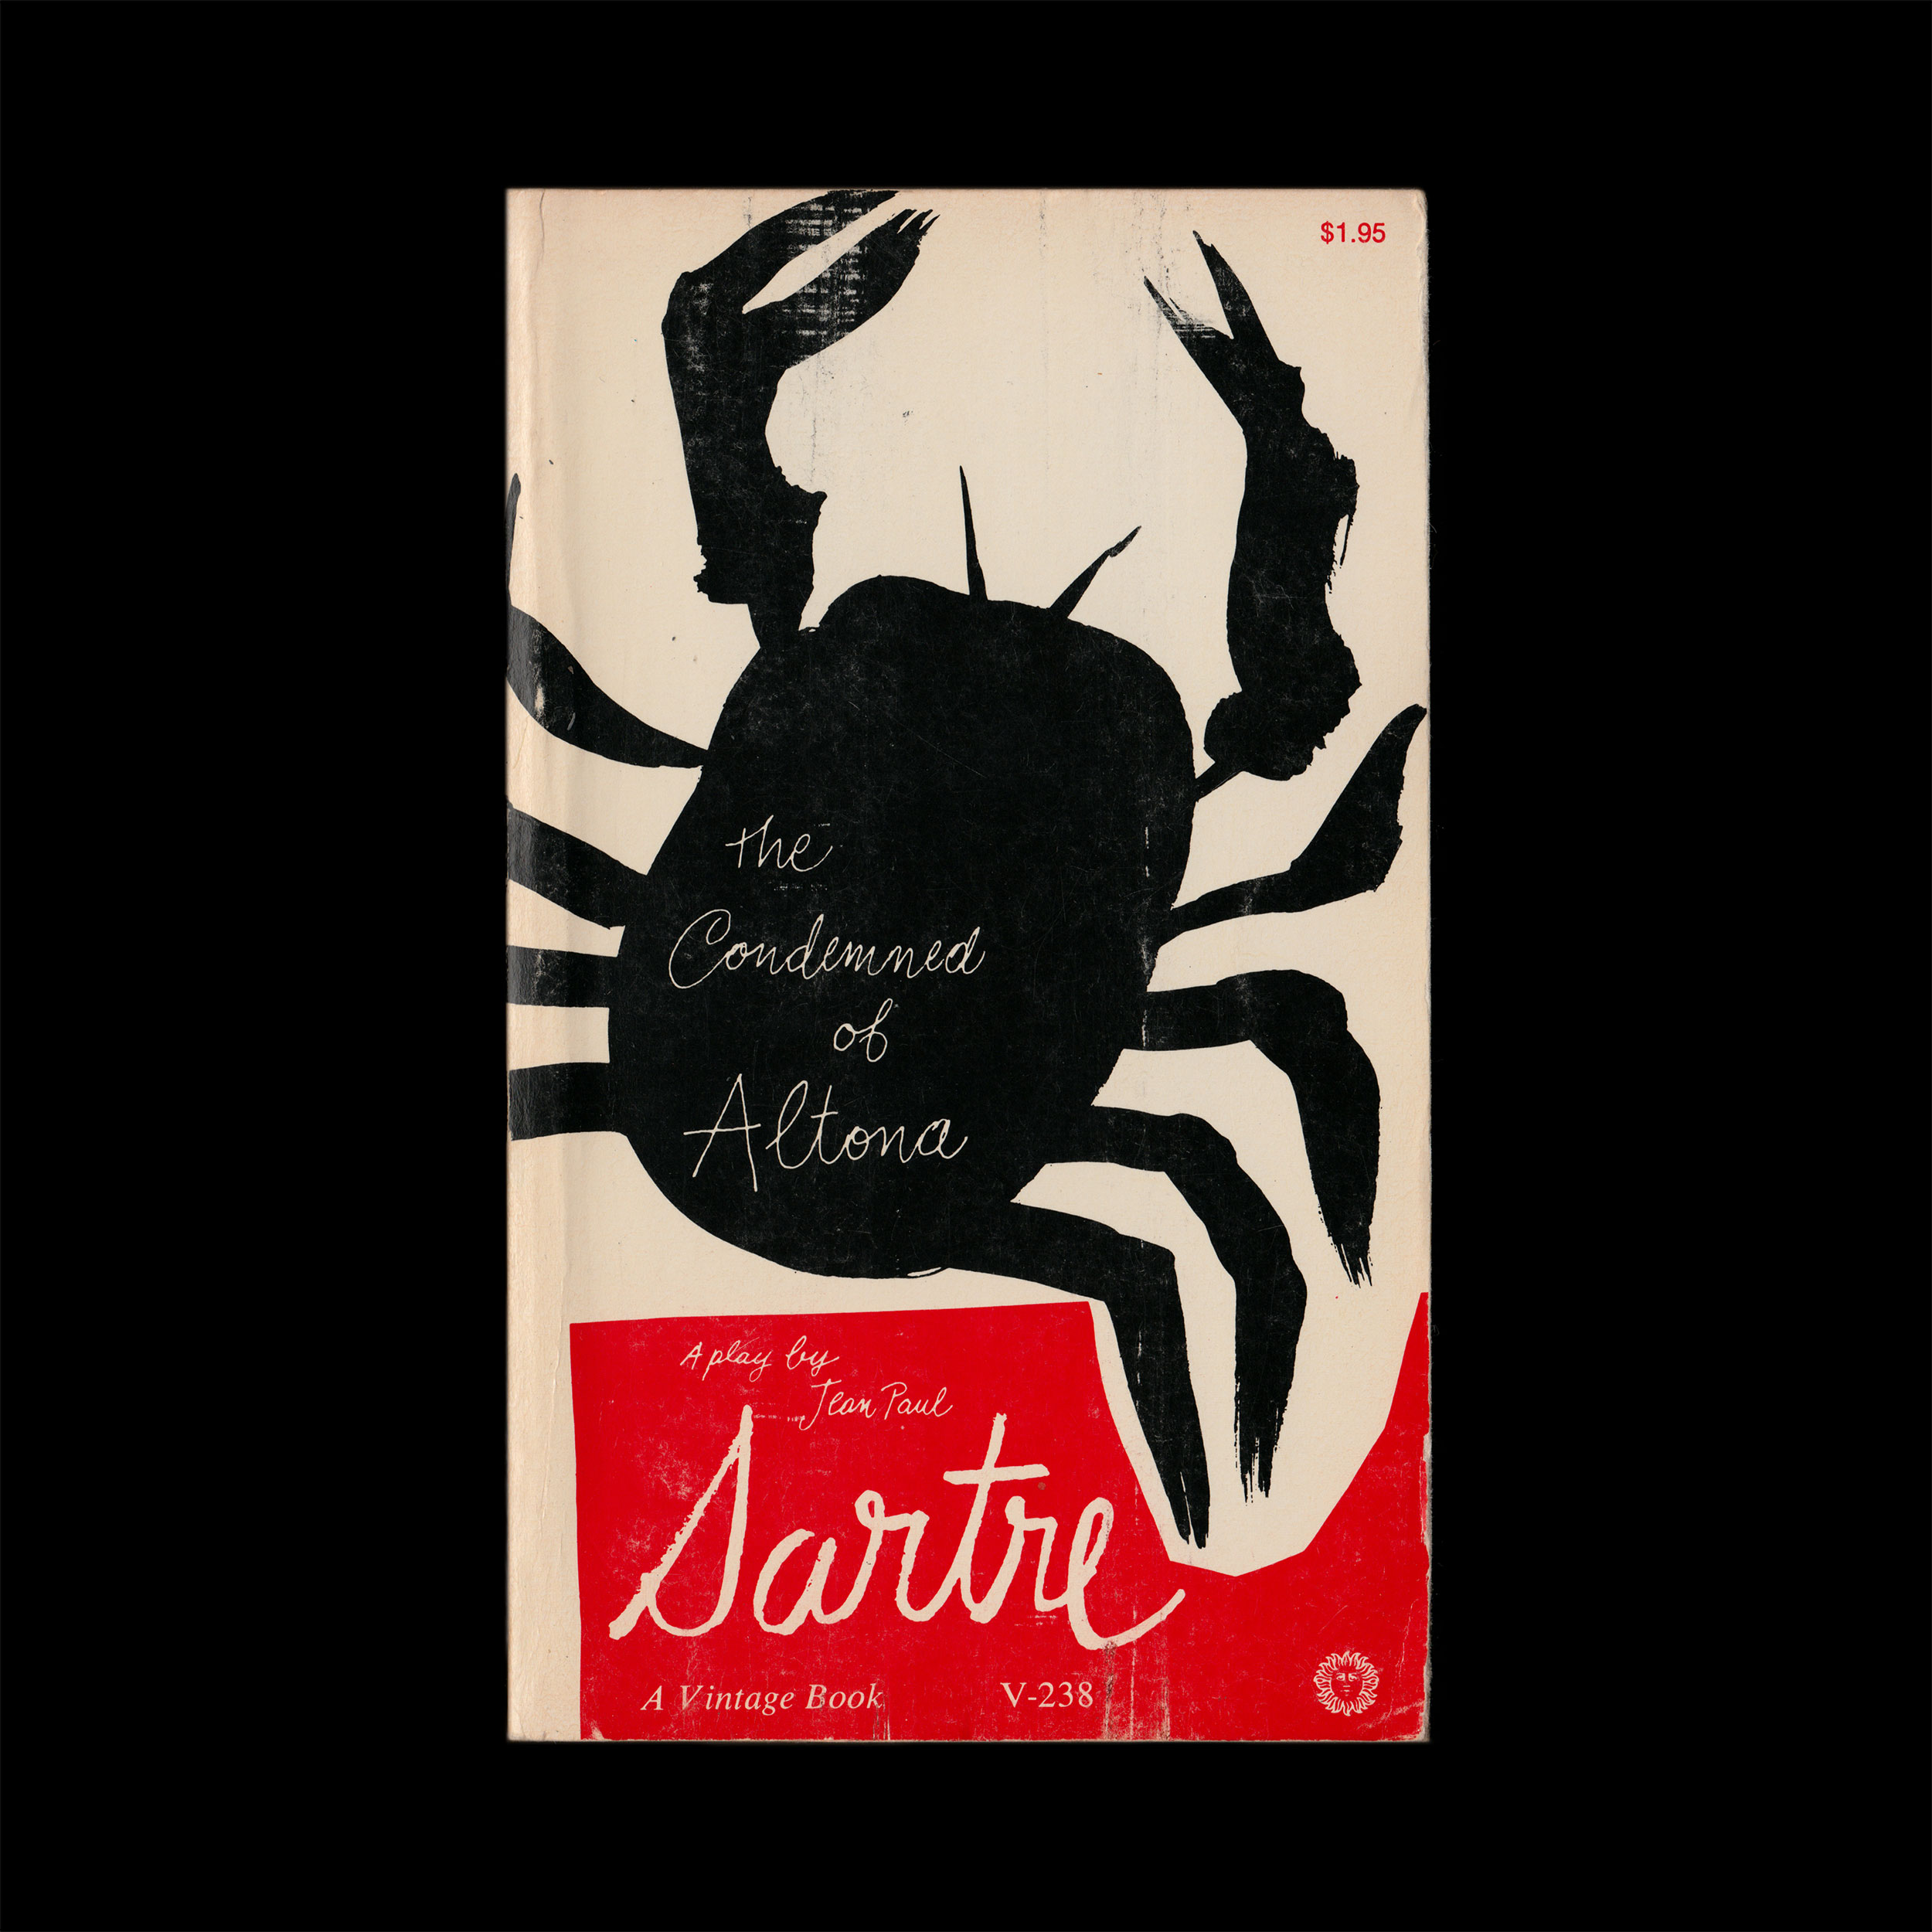 $1.95
the
Condemned
of
Altona
A play by
Jean Paul
Sartre
A Vintage Book V-238